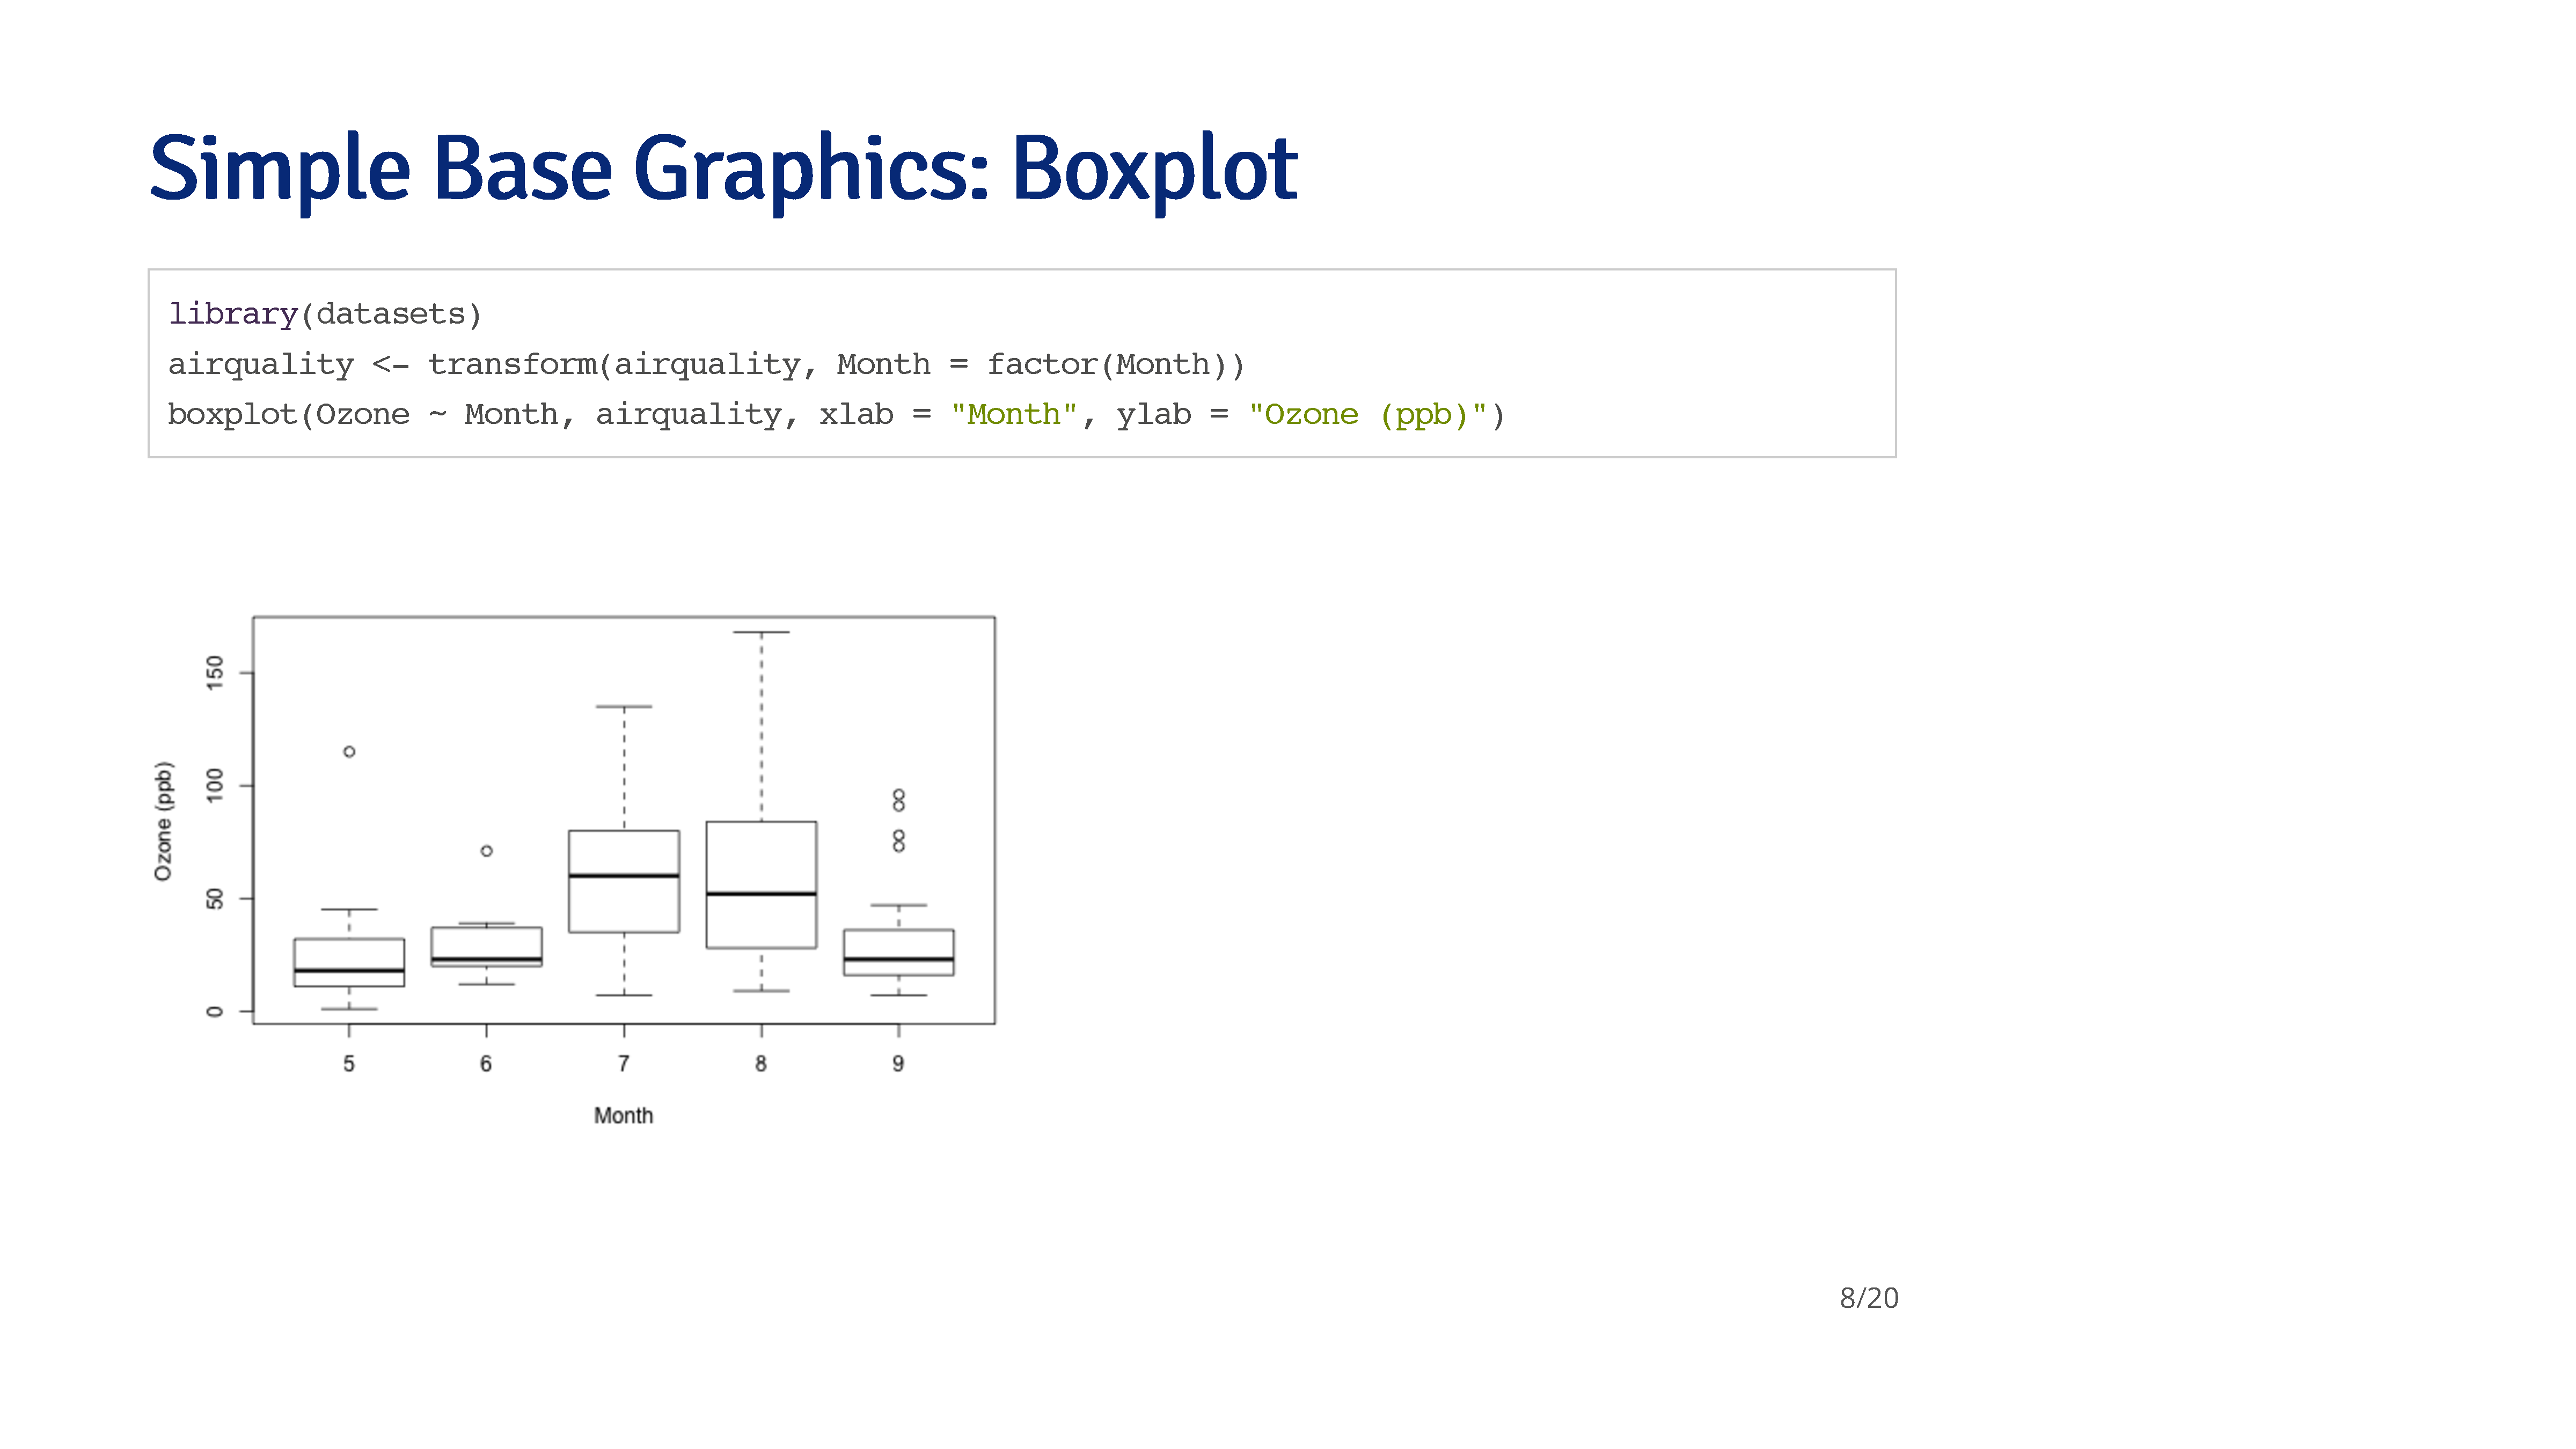 Simple Base Graphics: Boxplot
library(datasets)
airquality <- transform(airquality, Month = factor(Month))
boxplot(Ozone ~ Month, airquality, xlab = "Month", ylab = "Ozone (ppb)")
Ozone (ppb)
150
100
50
0
5 6 7 8 9
Month
8/20